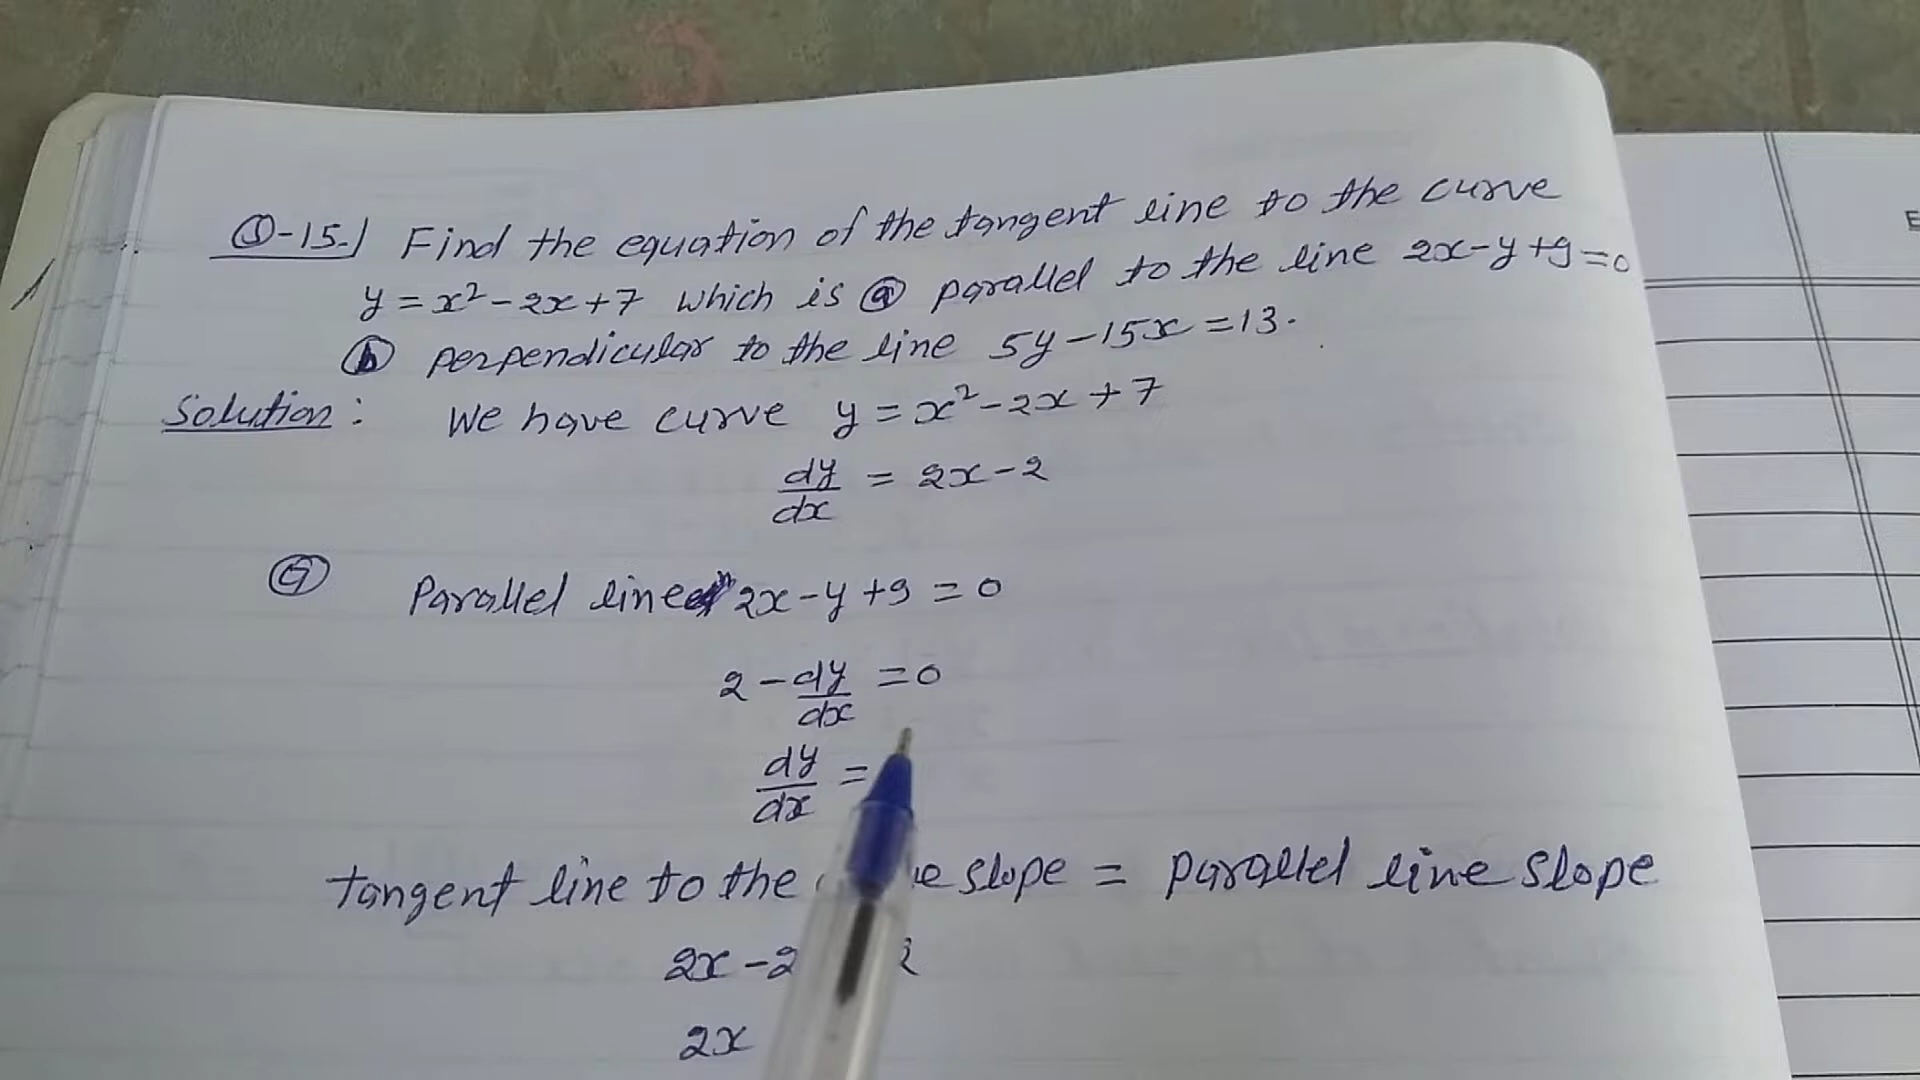 Q-15.) Find the equation of the tangent line to the curve
y = x² - 2x + 7 which is ⓐ parallel to the line 2x - y + 9 = 0
ⓑ perpendicular to the line 5y - 15x = 13.
Solution: We have curve y = x² - 2x + 7
dy/dx = 2x - 2
ⓐ Parallel line 2x - y + 9 = 0
2 - dy/dx = 0
dy/dx =
tangent line to the slope = parallel line slope
2x - 2 2
2x
E